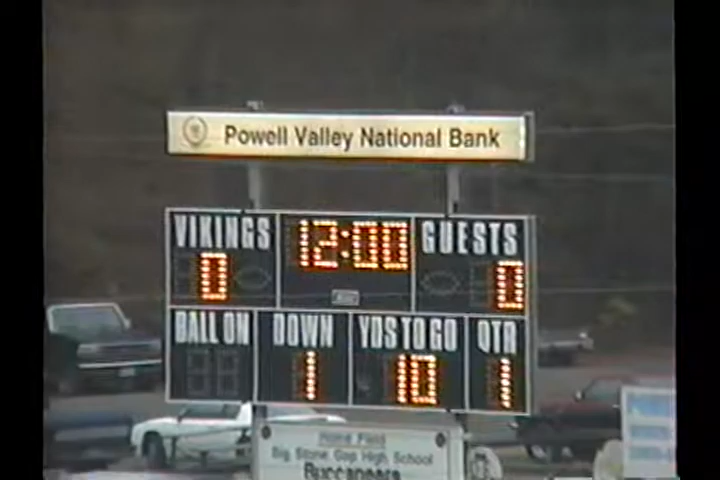 Powell Valley National Bank
VIKINGS 12:00 GUESTS
0 0
BALL ON DOWN YDS TO GO QTR
1 10 1
Home Field
Big Stone Gap High School
Buccaneers